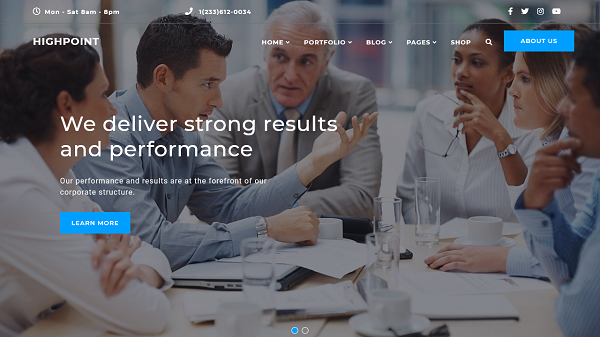 Mon - Sat 8am - 8pm
1(233)612-0034
HIGHPOINT
HOME
PORTFOLIO
BLOG
PAGES
SHOP
ABOUT US
We deliver strong results
and performance
Our performance and results are at the forefront of our
corporate structure.
LEARN MORE